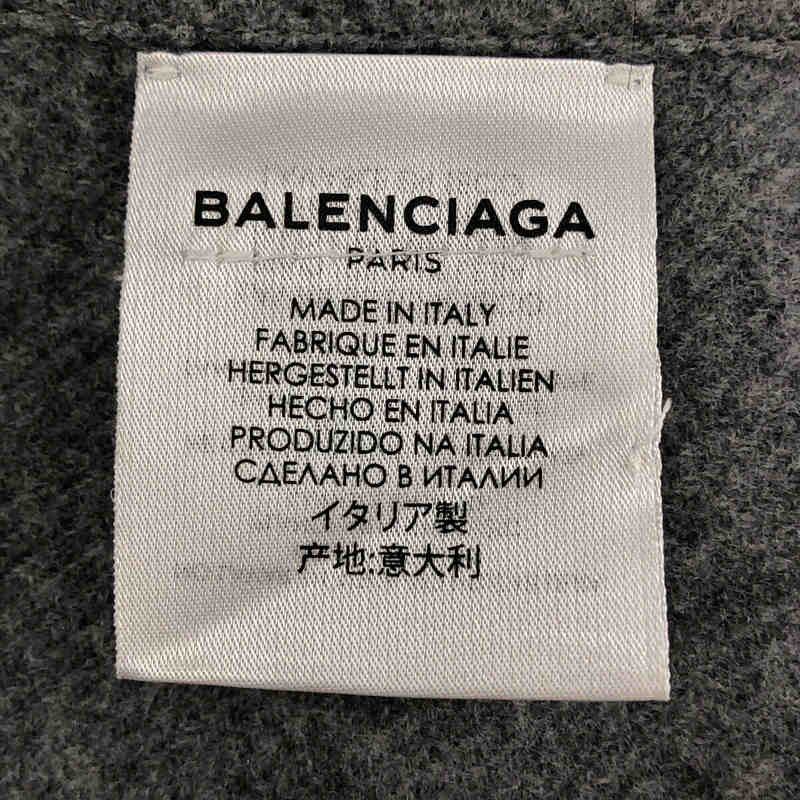 BALENCIAGA
PARIS
MADE IN ITALY
FABRIQUE EN ITALIE
HERGESTELLT IN ITALIEN
HECHO EN ITALIA
PRODUZIDO NA ITALIA
СДЕЛАНО В ИТАЛИИ
イタリア製
产地:意大利